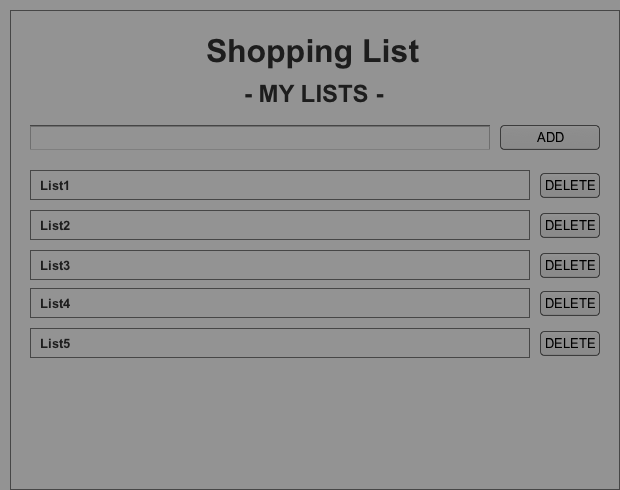 Shopping List
- MY LISTS -
ADD
List1 DELETE
List2 DELETE
List3 DELETE
List4 DELETE
List5 DELETE